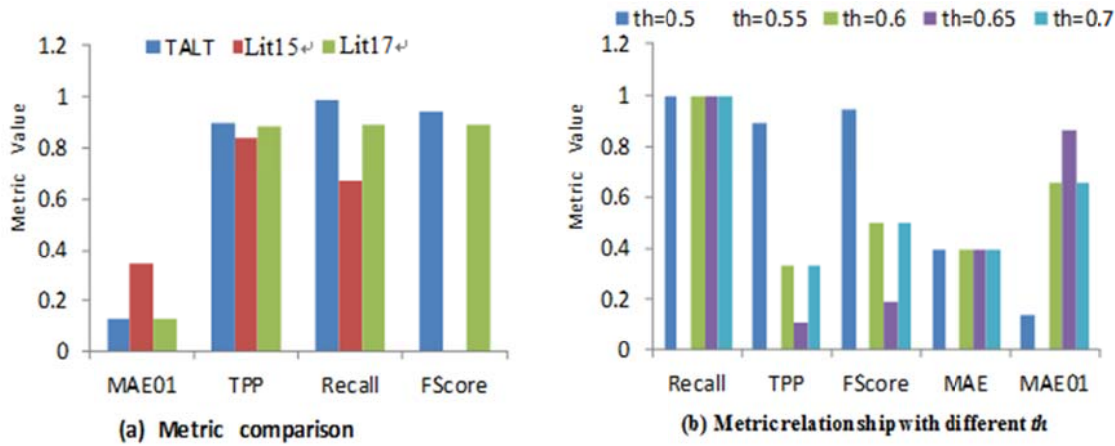 TALT Lit15↵ Lit17↵
1.2
1
0.8
0.6
0.4
0.2
0
Metric Value
MAE01 TPP Recall FScore
(a) Metric comparison
th=0.5 th=0.55 th=0.6 th=0.65 th=0.7
1.2
1
0.8
0.6
0.4
0.2
0
Metric Value
Recall TPP FScore MAE MAE01
(b) Metric relationship with different th